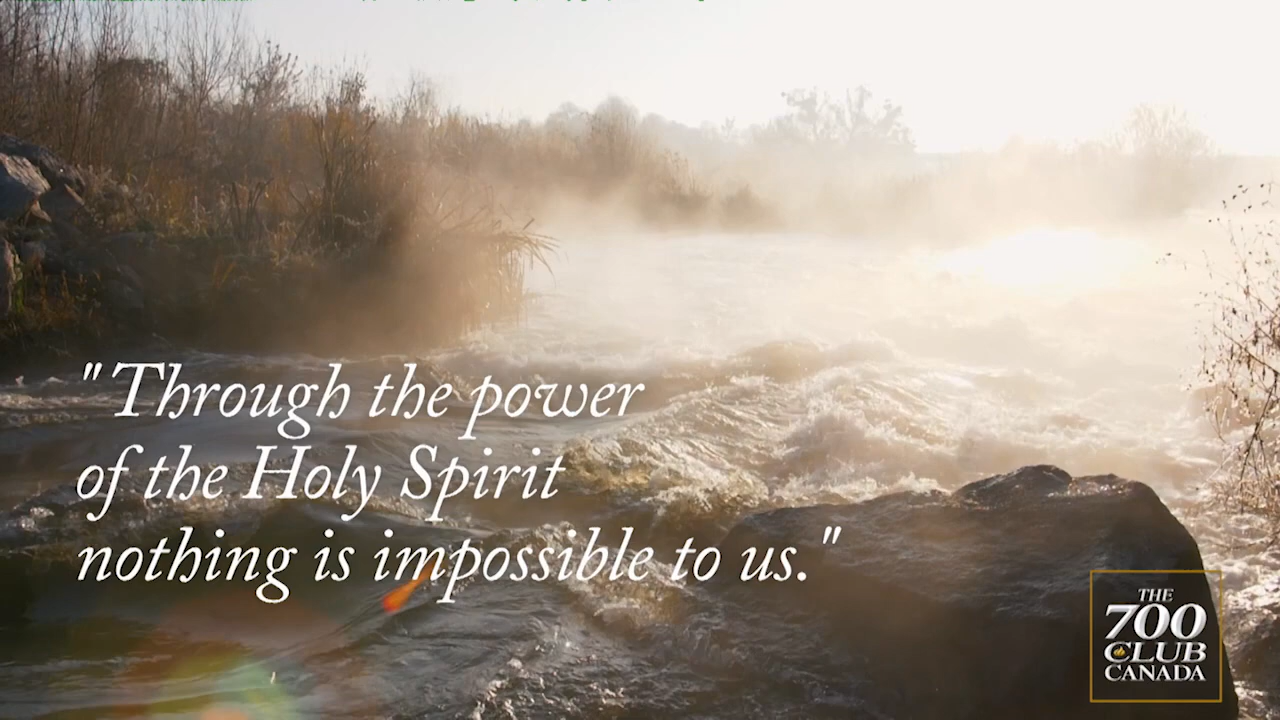 "Through the power
of the Holy Spirit
nothing is impossible to us."
THE
700
CLUB
CANADA